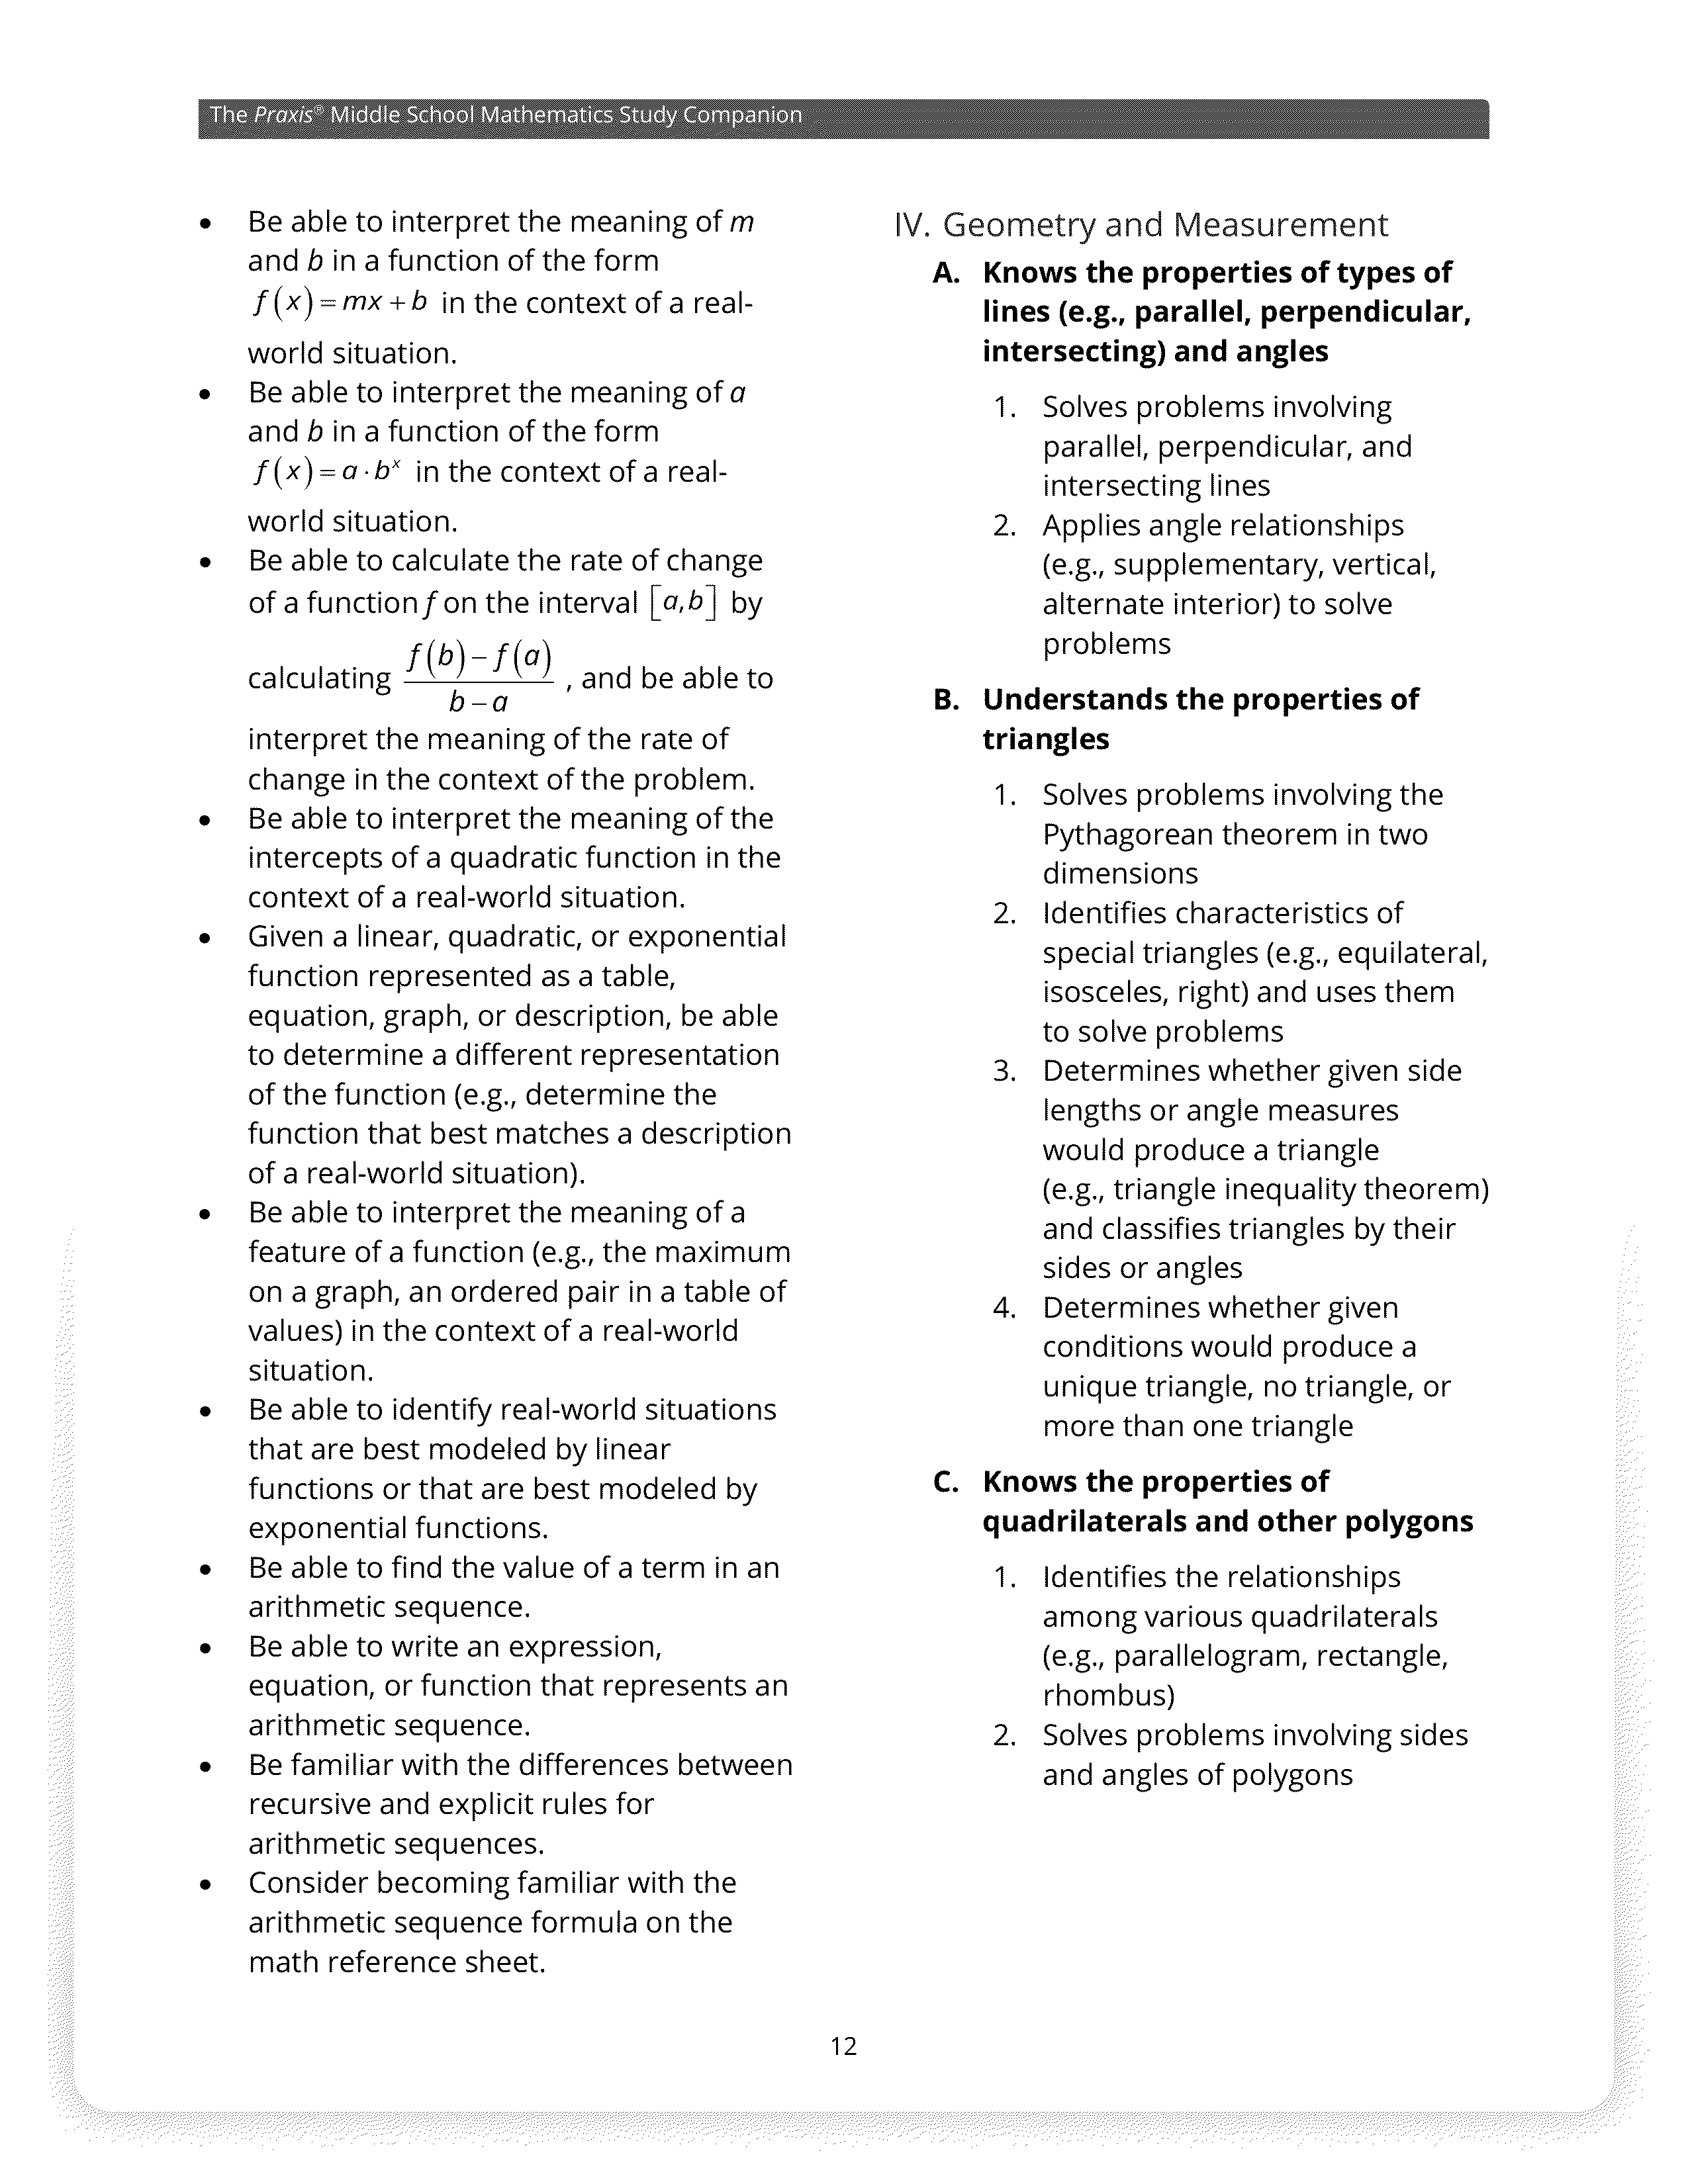 The Praxis® Middle School Mathematics Study Companion
• Be able to interpret the meaning of m
and b in a function of the form
f(x) = mx + b in the context of a real-
world situation.
• Be able to interpret the meaning of a
and b in a function of the form
f(x) = a · bˣ in the context of a real-
world situation.
• Be able to calculate the rate of change
of a function f on the interval [a,b] by
calculating (f(b) – f(a))/(b – a) , and be able to
interpret the meaning of the rate of
change in the context of the problem.
• Be able to interpret the meaning of the
intercepts of a quadratic function in the
context of a real-world situation.
• Given a linear, quadratic, or exponential
function represented as a table,
equation, graph, or description, be able
to determine a different representation
of the function (e.g., determine the
function that best matches a description
of a real-world situation).
• Be able to interpret the meaning of a
feature of a function (e.g., the maximum
on a graph, an ordered pair in a table of
values) in the context of a real-world
situation.
• Be able to identify real-world situations
that are best modeled by linear
functions or that are best modeled by
exponential functions.
• Be able to find the value of a term in an
arithmetic sequence.
• Be able to write an expression,
equation, or function that represents an
arithmetic sequence.
• Be familiar with the differences between
recursive and explicit rules for
arithmetic sequences.
• Consider becoming familiar with the
arithmetic sequence formula on the
math reference sheet.
IV. Geometry and Measurement
A. Knows the properties of types of
lines (e.g., parallel, perpendicular,
intersecting) and angles
1. Solves problems involving
parallel, perpendicular, and
intersecting lines
2. Applies angle relationships
(e.g., supplementary, vertical,
alternate interior) to solve
problems
B. Understands the properties of
triangles
1. Solves problems involving the
Pythagorean theorem in two
dimensions
2. Identifies characteristics of
special triangles (e.g., equilateral,
isosceles, right) and uses them
to solve problems
3. Determines whether given side
lengths or angle measures
would produce a triangle
(e.g., triangle inequality theorem)
and classifies triangles by their
sides or angles
4. Determines whether given
conditions would produce a
unique triangle, no triangle, or
more than one triangle
C. Knows the properties of
quadrilaterals and other polygons
1. Identifies the relationships
among various quadrilaterals
(e.g., parallelogram, rectangle,
rhombus)
2. Solves problems involving sides
and angles of polygons
12